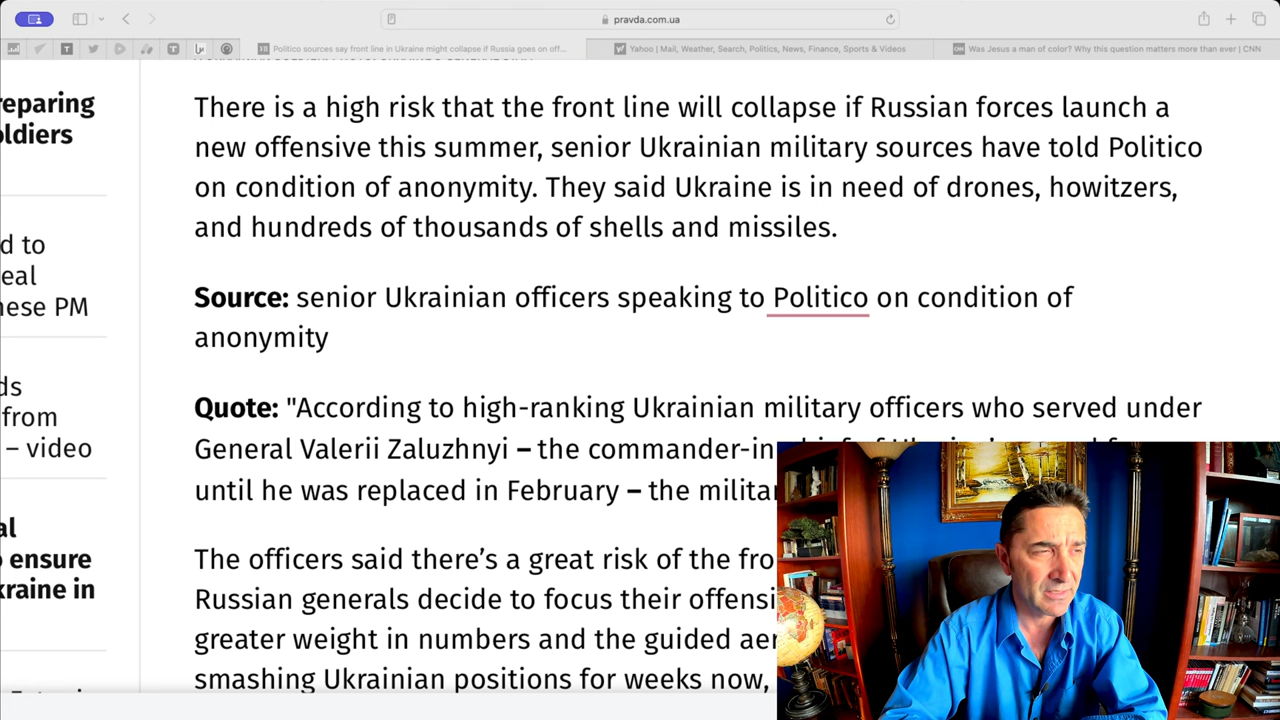 pravda.com.ua
Politico sources say front line in Ukraine might collapse if Russia goes on off...
Yahoo | Mail, Weather, Search, Politics, News, Finance, Sports & Videos
Was Jesus a man of color? Why this question matters more than ever | CNN
eparing
oldiers
d to
eal
nese PM
ds
from
– video
al
o ensure
kraine in
There is a high risk that the front line will collapse if Russian forces launch a
new offensive this summer, senior Ukrainian military sources have told Politico
on condition of anonymity. They said Ukraine is in need of drones, howitzers,
and hundreds of thousands of shells and missiles.
Source: senior Ukrainian officers speaking to Politico on condition of
anonymity
Quote: "According to high-ranking Ukrainian military officers who served under
General Valerii Zaluzhnyi – the commander-in
until he was replaced in February – the militar
The officers said there's a great risk of the fro
Russian generals decide to focus their offensi
greater weight in numbers and the guided aer
smashing Ukrainian positions for weeks now,